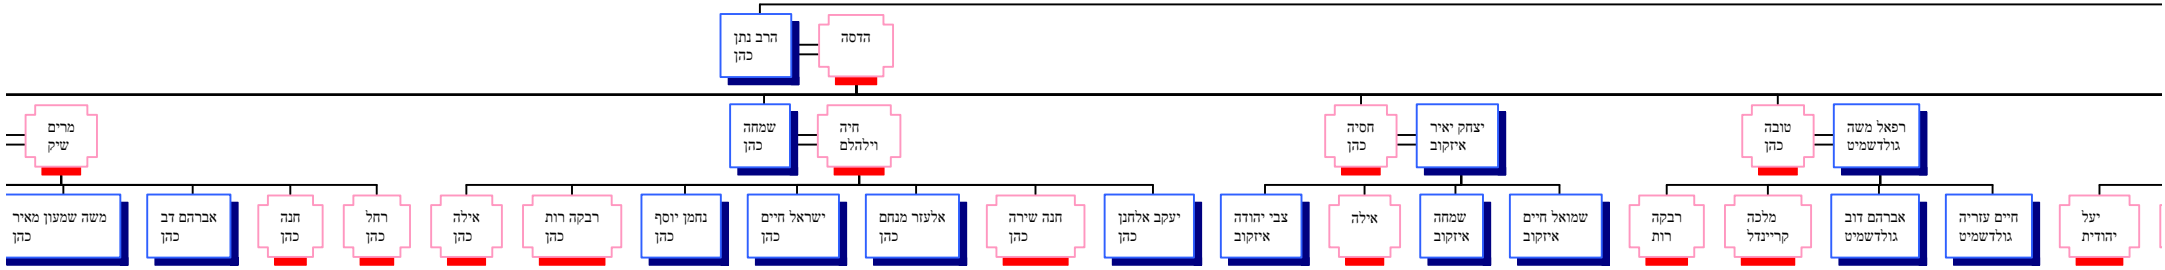 הרב נתן
כהן
הדסה
מרים
שיק
שמחה
כהן
חיה
וילהלם
חסיה
כהן
יצחק יאיר
איזקוב
טובה
כהן
רפאל משה
גולדשמיט
משה שמעון מאיר
כהן
אברהם דב
כהן
חנה
כהן
רחל
כהן
אילה
כהן
רבקה רות
כהן
נחמן יוסף
כהן
ישראל חיים
כהן
אלעזר מנחם
כהן
חנה שירה
כהן
יעקב אלחנן
כהן
צבי יהודה
איזקוב
אילה
שמחה
איזקוב
שמואל חיים
איזקוב
רבקה
רות
מלכה
קריינדל
אברהם דוב
גולדשמיט
חיים עזריה
גולדשמיט
יעל
יהודית